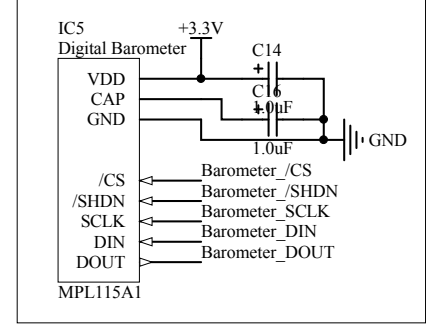 IC5
+3.3V
Digital Barometer
C14
VDD
+
CAP
C16
+
1.0uF
GND
GND
1.0uF
/CS
Barometer_/CS
/SHDN
Barometer_/SHDN
SCLK
Barometer_SCLK
DIN
Barometer_DIN
DOUT
Barometer_DOUT
MPL115A1